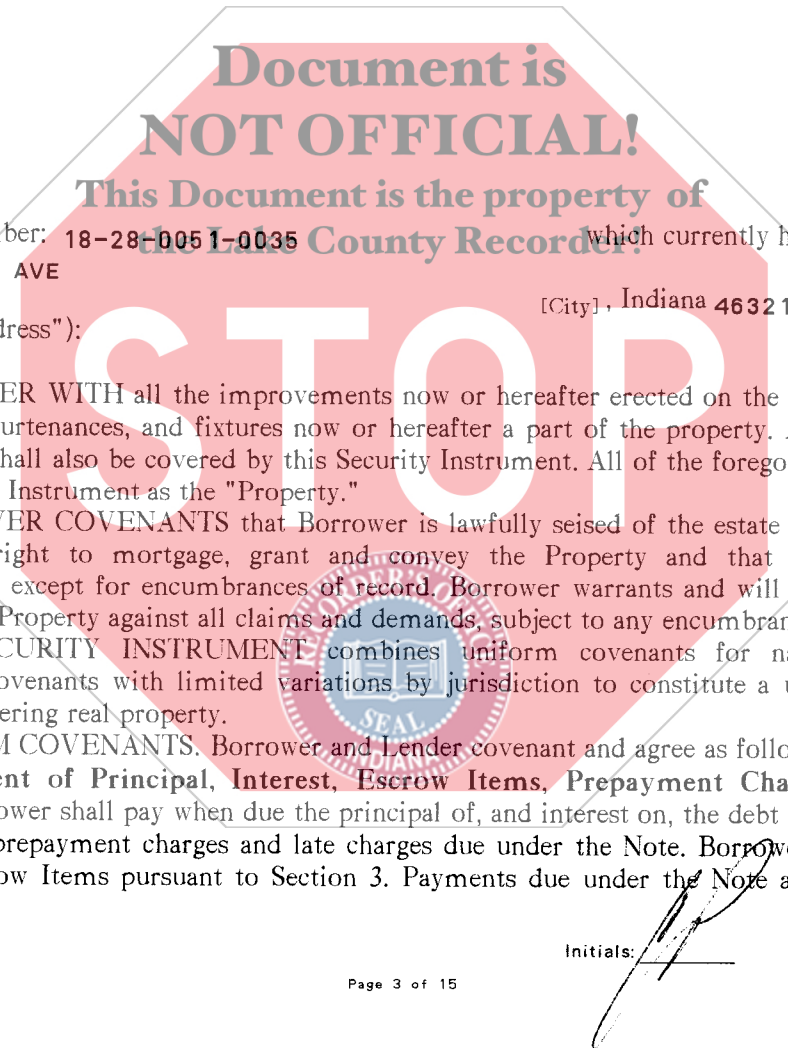 Document is
NOT OFFICIAL!
This Document is the property of
the Lake County Recorder!
ber: 18-28-0051-0035 which currently h
AVE
[City], Indiana 46321
dress"):
STOP
ER WITH all the improvements now or hereafter erected on the
urtenances, and fixtures now or hereafter a part of the property. A
hall also be covered by this Security Instrument. All of the forego
Instrument as the "Property."
VER COVENANTS that Borrower is lawfully seised of the estate
right to mortgage, grant and convey the Property and that
except for encumbrances of record. Borrower warrants and will
Property against all claims and demands, subject to any encumbran
CURITY INSTRUMENT combines uniform covenants for na
ovenants with limited variations by jurisdiction to constitute a u
ering real property.
RECORDER'S OFFICE
SEAL
INDIANA
M COVENANTS. Borrower and Lender covenant and agree as follo
ent of Principal, Interest, Escrow Items, Prepayment Cha
ower shall pay when due the principal of, and interest on, the debt
prepayment charges and late charges due under the Note. Borrowe
ow Items pursuant to Section 3. Payments due under the Note a
Initials:
Page 3 of 15